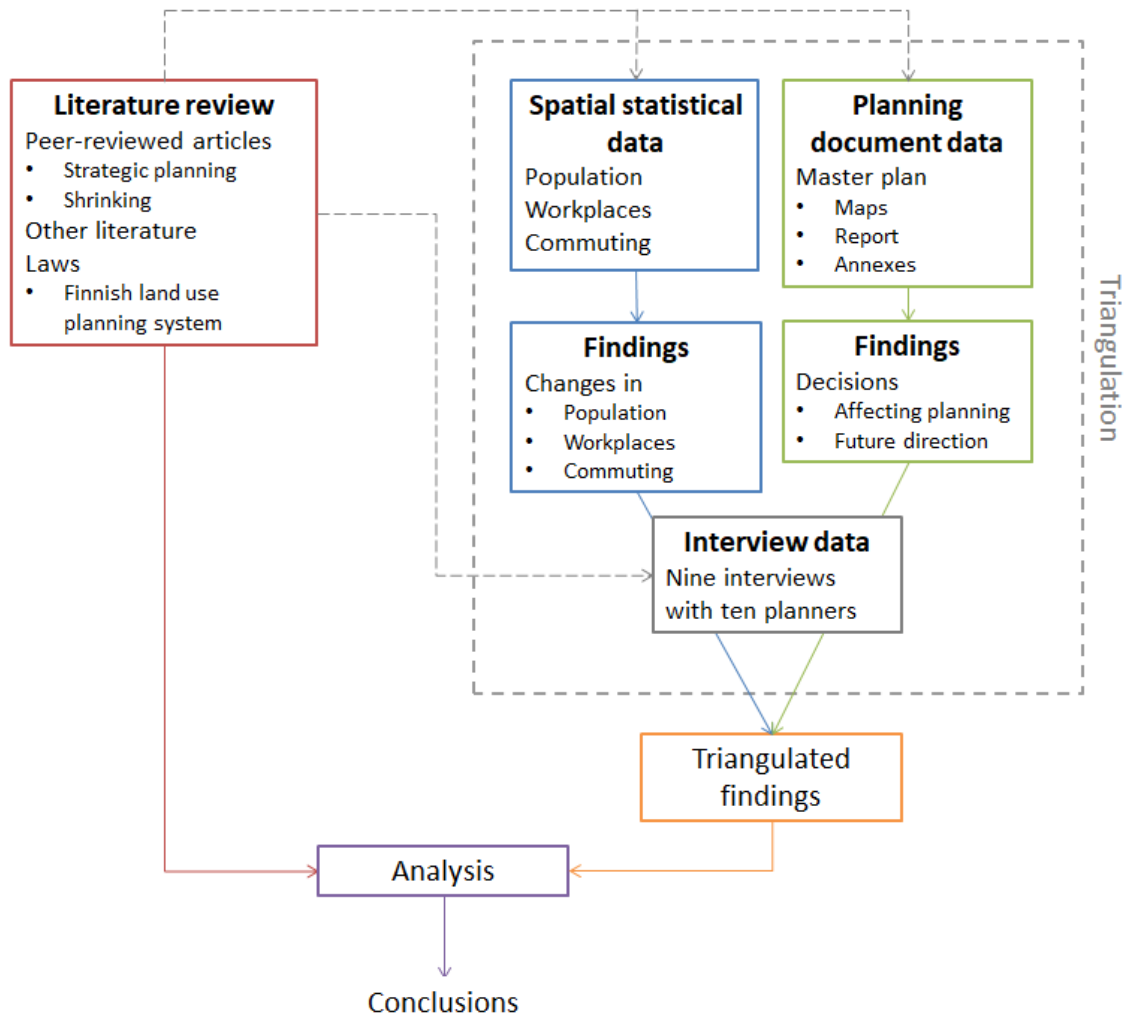 Literature review
Peer-reviewed articles
• Strategic planning
• Shrinking
Other literature
Laws
• Finnish land use
planning system
Spatial statistical
data
Population
Workplaces
Commuting
Planning
document data
Master plan
• Maps
• Report
• Annexes
Findings
Changes in
• Population
• Workplaces
• Commuting
Findings
Decisions
• Affecting planning
• Future direction
Triangulation
Interview data
Nine interviews
with ten planners
Triangulated
findings
Analysis
Conclusions